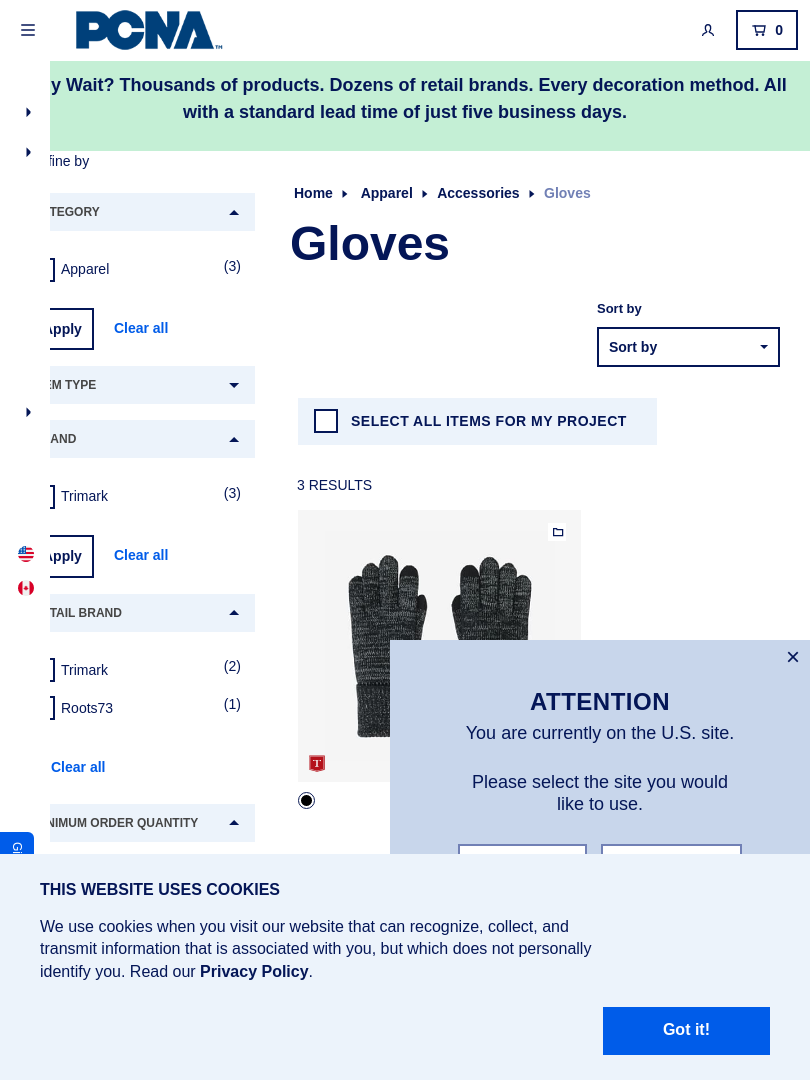 PCNA
TM
0
y Wait? Thousands of products. Dozens of retail brands. Every decoration method. All
with a standard lead time of just five business days.
fine by
Home
Apparel
Accessories
Gloves
TEGORY
Gloves
Apparel
(3)
Sort by
Apply
Clear all
Sort by
EM TYPE
SELECT ALL ITEMS FOR MY PROJECT
AND
3 RESULTS
Trimark
(3)
Apply
Clear all
TAIL BRAND
Trimark
(2)
Roots73
(1)
Clear all
T
NIMUM ORDER QUANTITY
ATTENTION
You are currently on the U.S. site.
Please select the site you would
like to use.
THIS WEBSITE USES COOKIES
We use cookies when you visit our website that can recognize, collect, and
transmit information that is associated with you, but which does not personally
identify you. Read our Privacy Policy.
Got it!